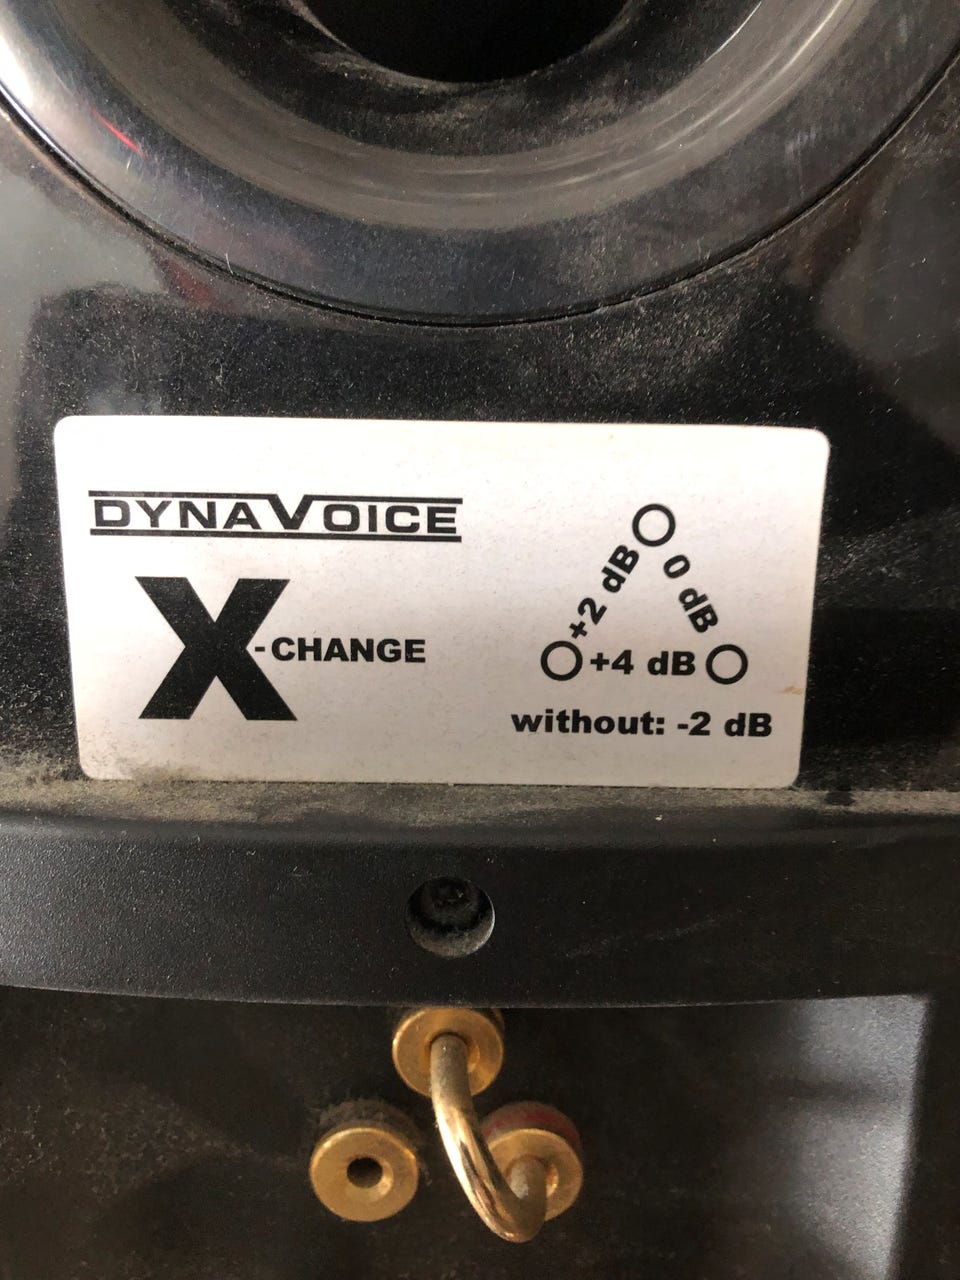 DYNAVOICE
X-CHANGE
+2 dB
0 dB
+4 dB
without: -2 dB